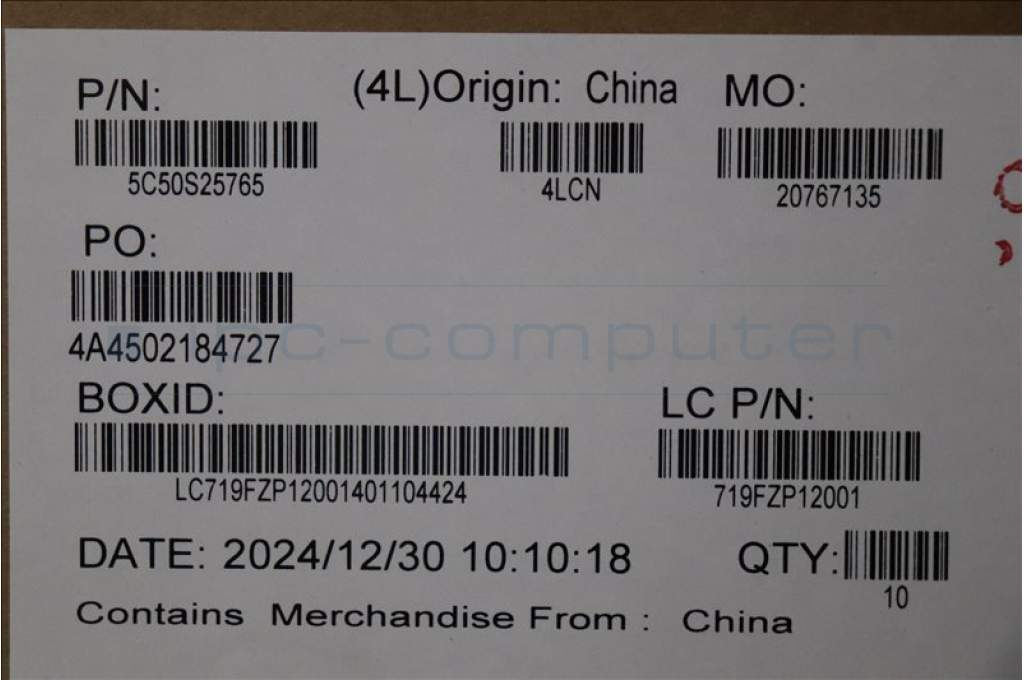 P/N: (4L)Origin: China MO:
5C50S25765 4LCN 20767135
PO:
4A4502184727
ipc-computer
BOXID: LC P/N:
LC719FZP12001401104424 719FZP12001
DATE: 2024/12/30 10:10:18 QTY:
10
Contains Merchandise From : China